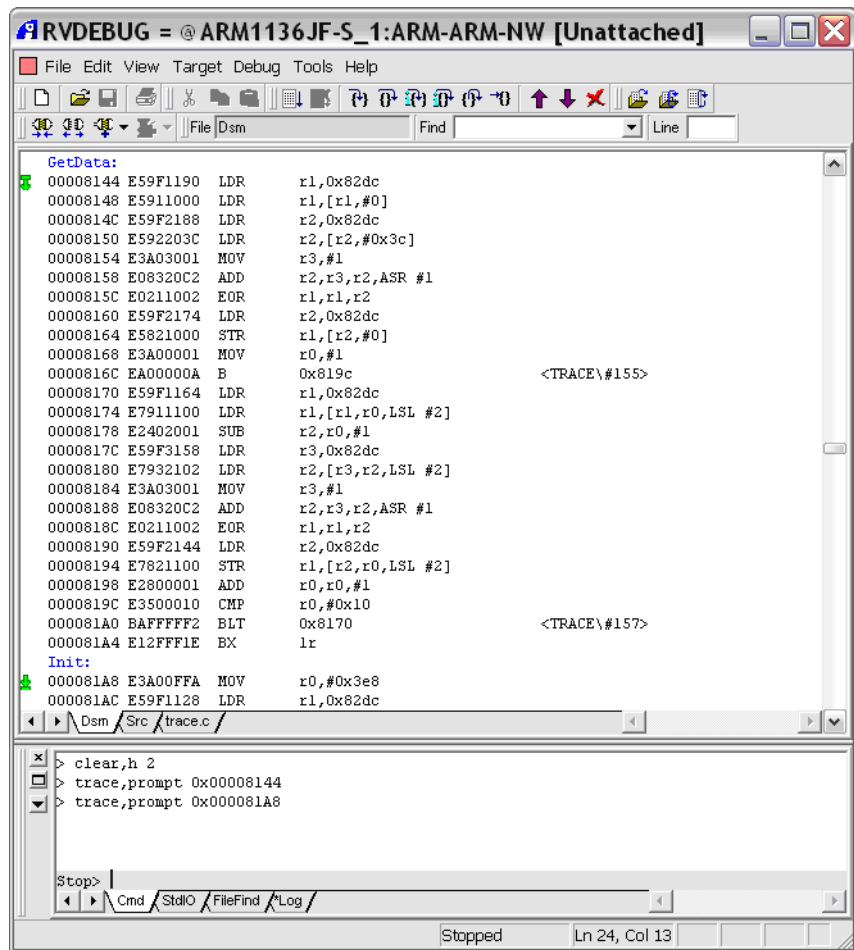 RVDEBUG = @ARM1136JF-S_1:ARM-ARM-NW [Unattached]
File Edit View Target Debug Tools Help
File Dsm Find Line
GetData:
00008144 E59F1190 LDR r1,0x82dc
00008148 E5911000 LDR r1,[r1,#0]
0000814C E59F2188 LDR r2,0x82dc
00008150 E592203C LDR r2,[r2,#0x3c]
00008154 E3A03001 MOV r3,#1
00008158 E08320C2 ADD r2,r3,r2,ASR #1
0000815C E0211002 EOR r1,r1,r2
00008160 E59F2174 LDR r2,0x82dc
00008164 E5821000 STR r1,[r2,#0]
00008168 E3A00001 MOV r0,#1
0000816C EA00000A B 0x819c <TRACE\#155>
00008170 E59F1164 LDR r1,0x82dc
00008174 E7911100 LDR r1,[r1,r0,LSL #2]
00008178 E2402001 SUB r2,r0,#1
0000817C E59F3158 LDR r3,0x82dc
00008180 E7932102 LDR r2,[r3,r2,LSL #2]
00008184 E3A03001 MOV r3,#1
00008188 E08320C2 ADD r2,r3,r2,ASR #1
0000818C E0211002 EOR r1,r1,r2
00008190 E59F2144 LDR r2,0x82dc
00008194 E7821100 STR r1,[r2,r0,LSL #2]
00008198 E2800001 ADD r0,r0,#1
0000819C E3500010 CMP r0,#0x10
000081A0 BAFFFFF2 BLT 0x8170 <TRACE\#157>
000081A4 E12FFF1E BX lr
Init:
000081A8 E3A00FFA MOV r0,#0x3e8
000081AC E59F1128 LDR r1,0x82dc
Dsm Src trace.c
> clear,h 2
> trace,prompt 0x00008144
> trace,prompt 0x000081A8
Stop>
Cmd StdIO FileFind *Log
Stopped Ln 24, Col 13